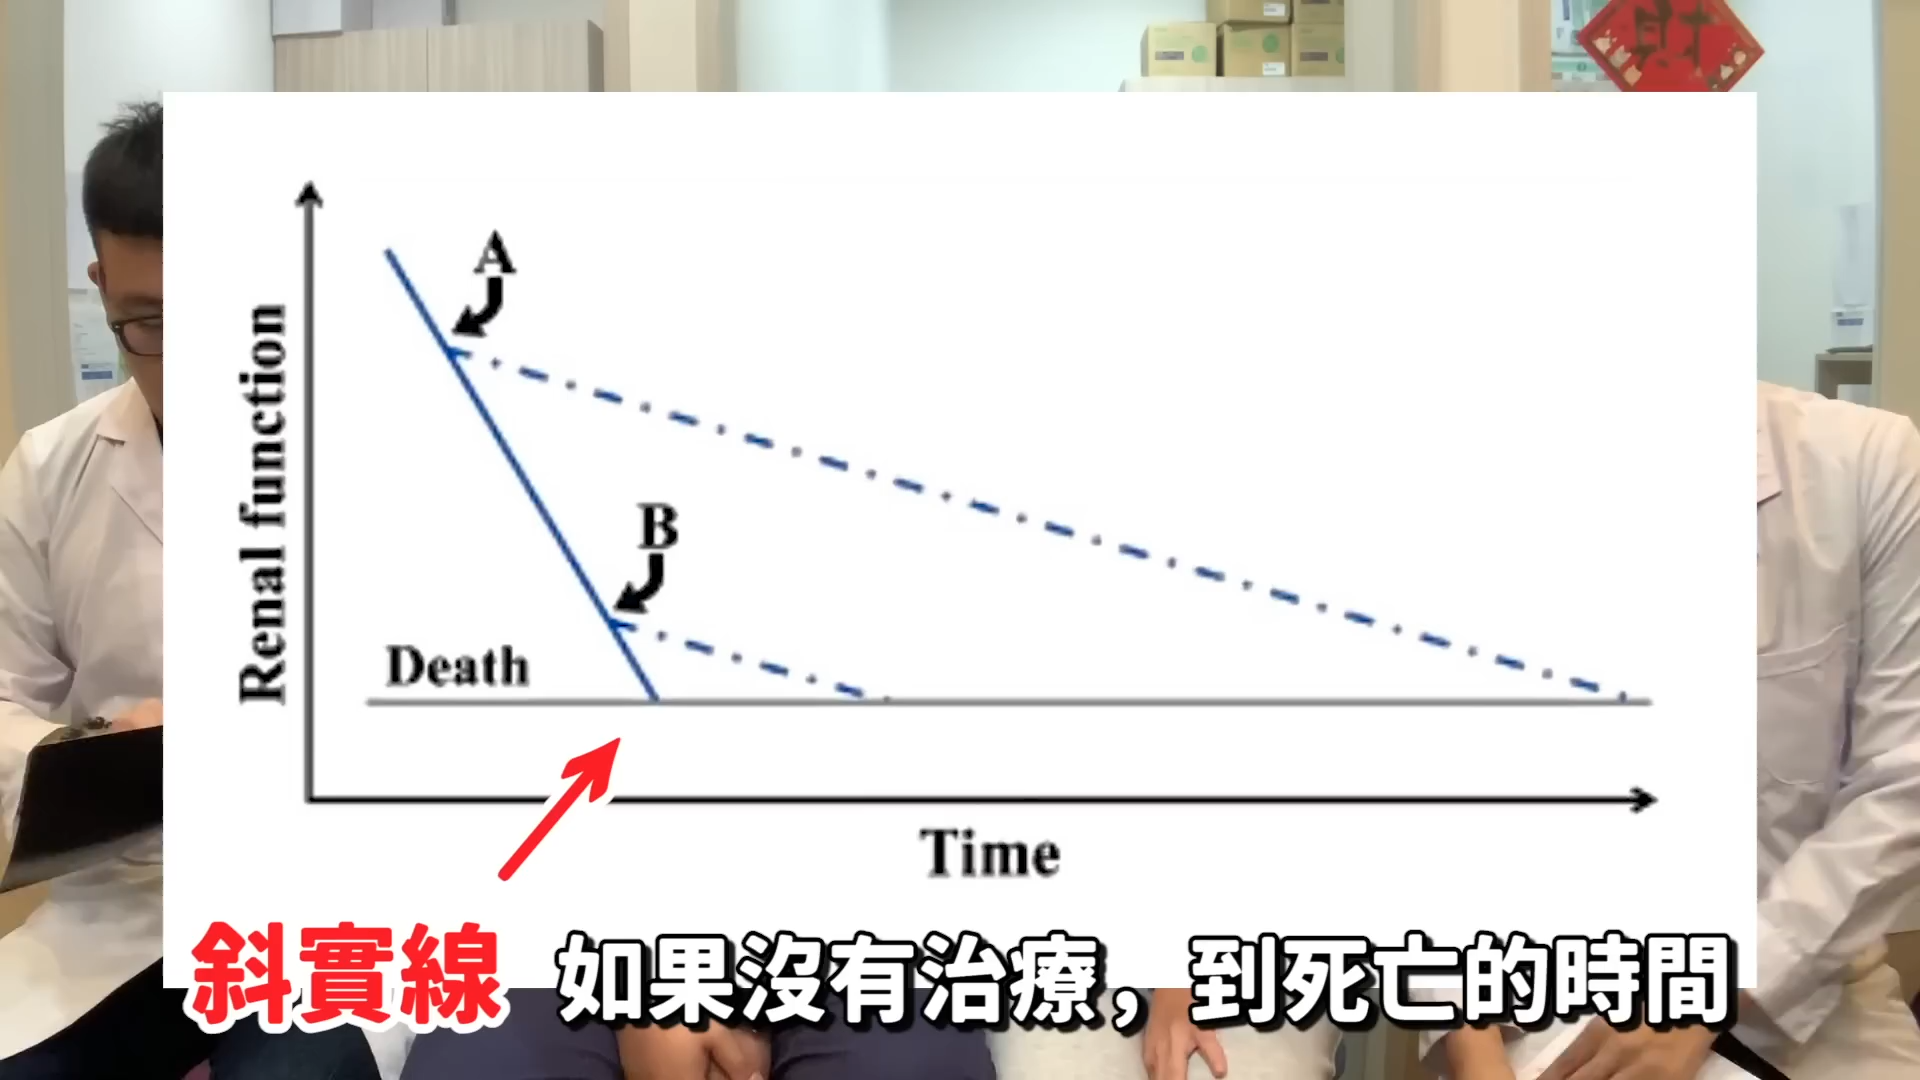 財
A
Renal function
B
Death
Time
斜實線 如果沒有治療，到死亡的時間